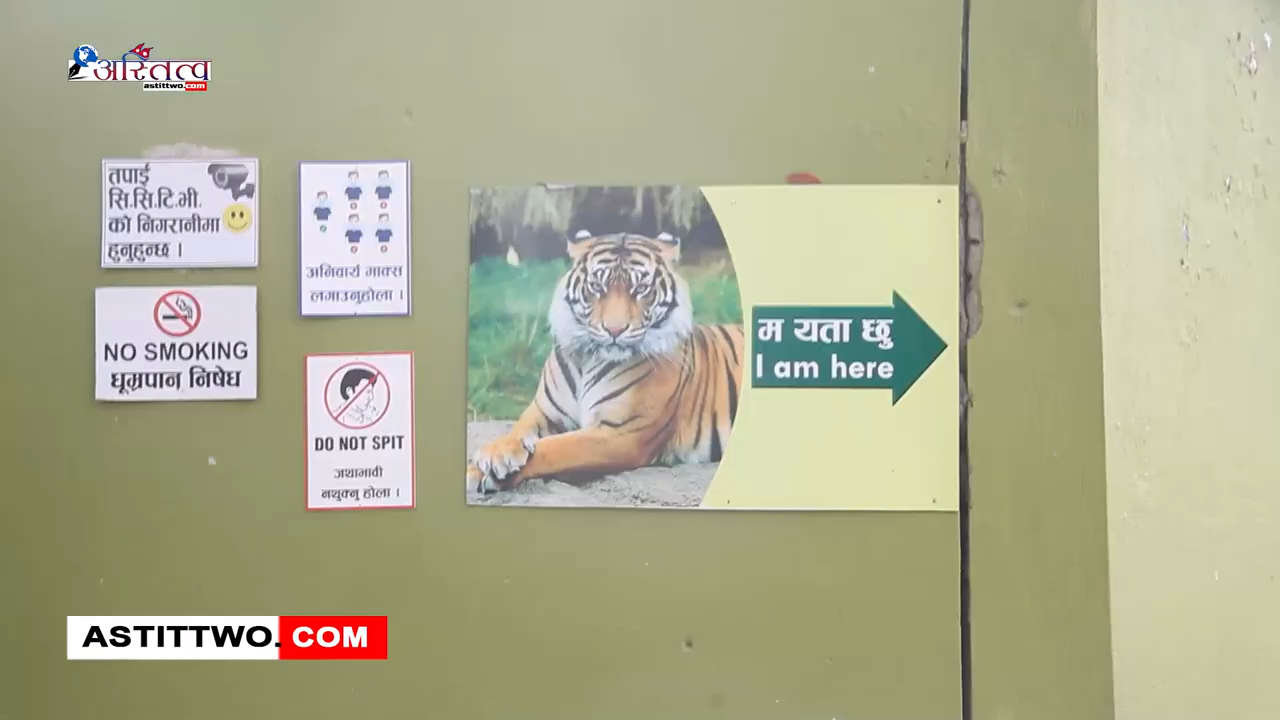 अस्तित्व
astittwo.com
तपाई
सि.सि.टि.भी.
को निगरानीमा
हुनुहुन्छ ।
अनिवार्य मास्क
लगाउनुहोला ।
NO SMOKING
धूम्रपान निषेध
DO NOT SPIT
जथाभावी
नथुक्नु होला ।
म यता छु
I am here
ASTITTWO.COM